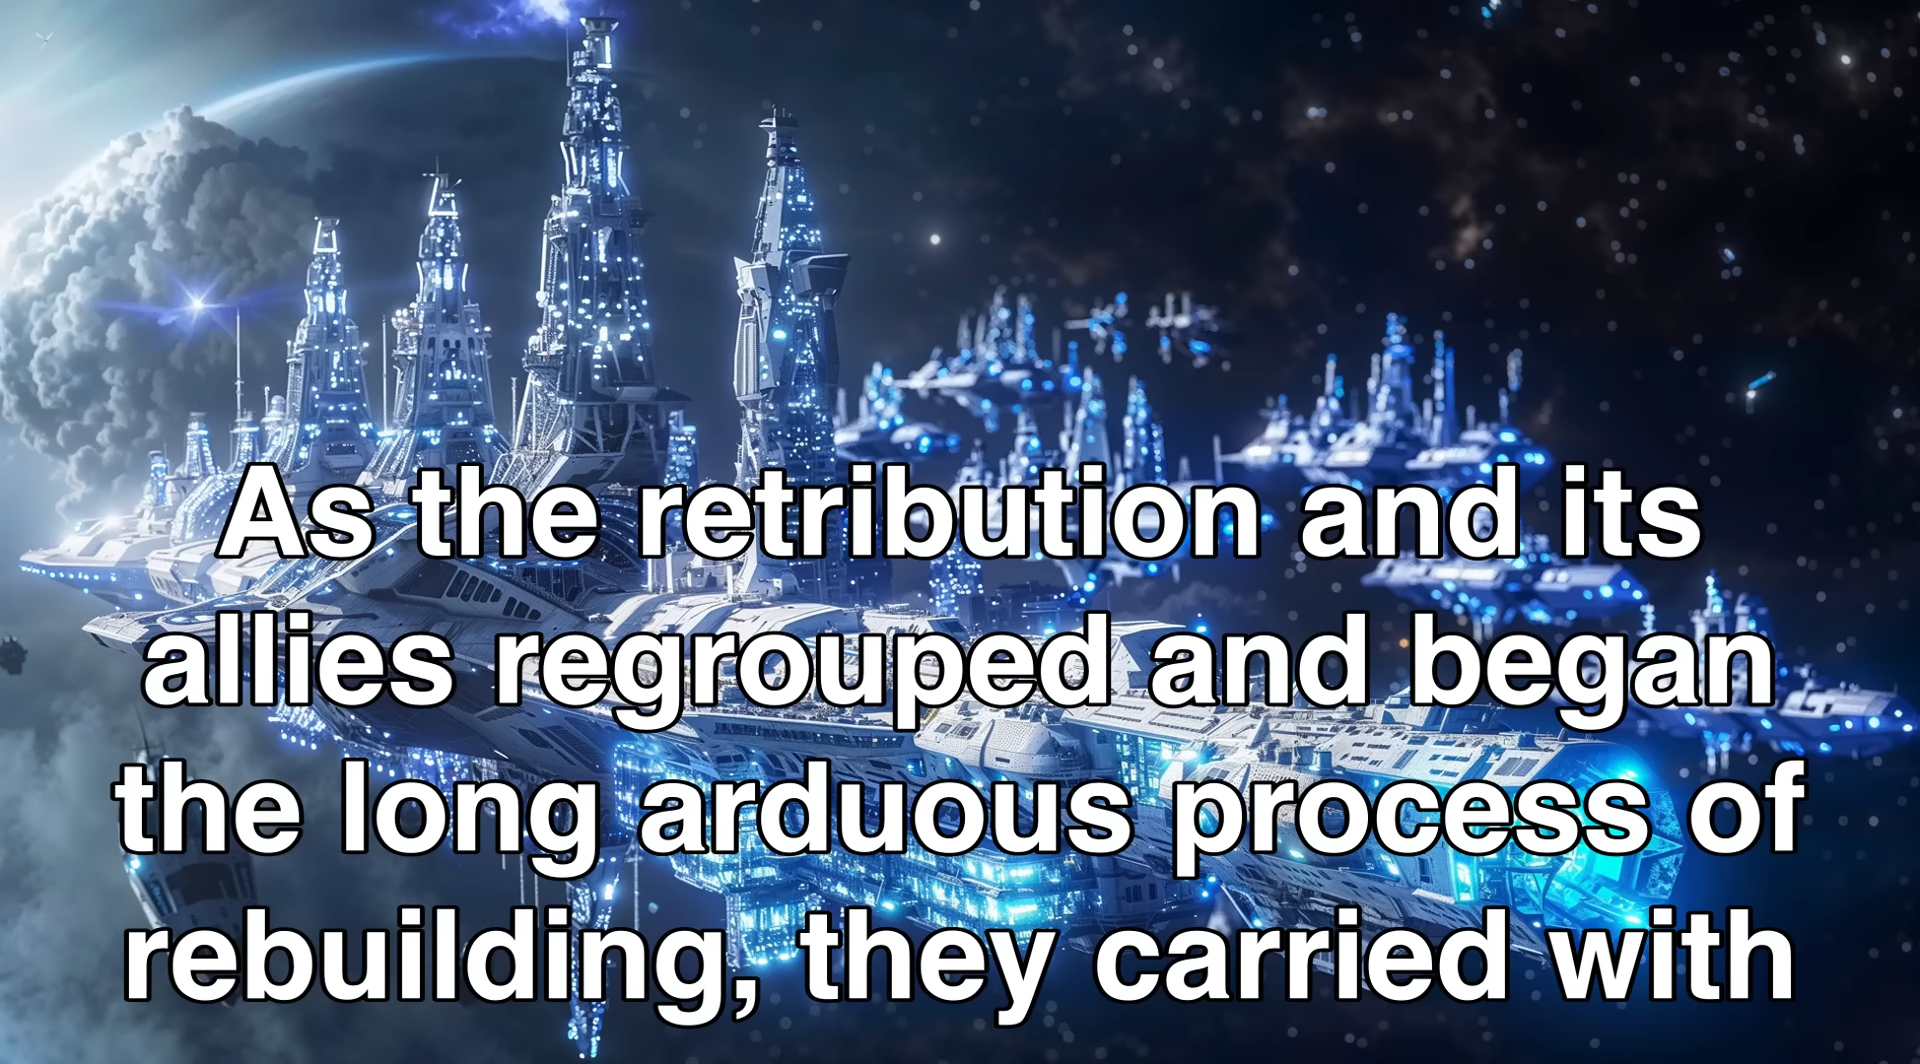 As the retribution and its
allies regrouped and began
the long arduous process of
rebuilding, they carried with